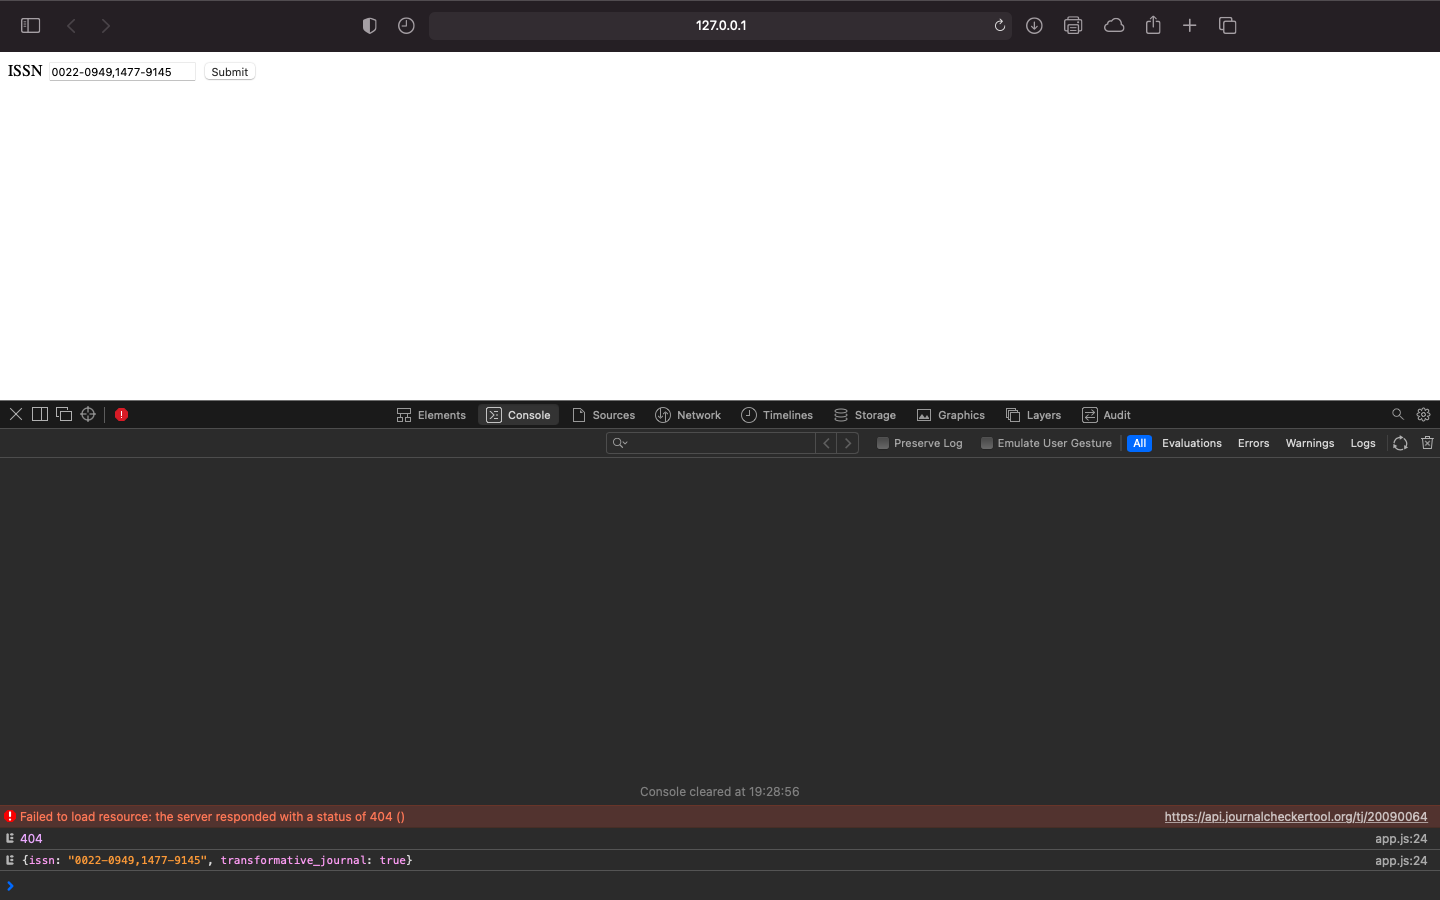 127.0.0.1
ISSN 0022-0949,1477-9145 Submit
Elements Console Sources Network Timelines Storage Graphics Layers Audit
Preserve Log Emulate User Gesture All Evaluations Errors Warnings Logs
Console cleared at 19:28:56
Failed to load resource: the server responded with a status of 404 () https://api.journalcheckertool.org/tj/20090064
404 app.js:24
{issn: "0022-0949,1477-9145", transformative_journal: true} app.js:24